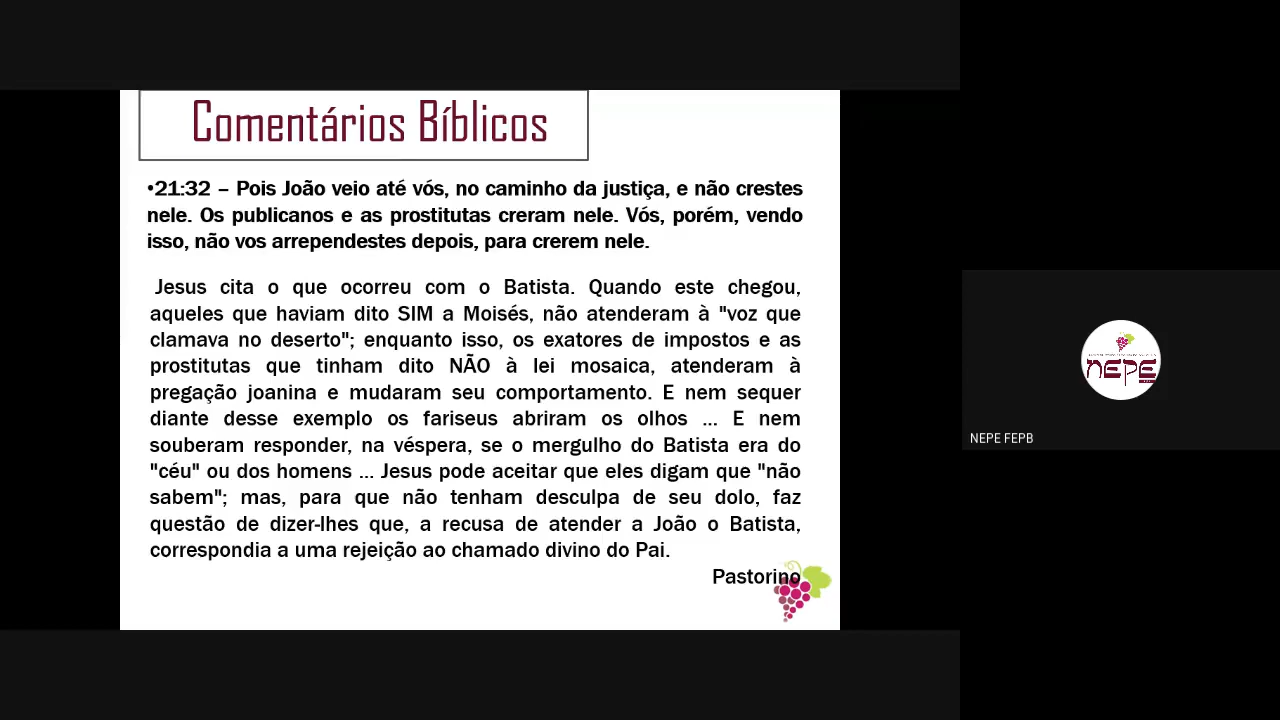 Comentários Bíblicos
•21:32 – Pois João veio até vós, no caminho da justiça, e não crestes
nele. Os publicanos e as prostitutas creram nele. Vós, porém, vendo
isso, não vos arrependestes depois, para crerem nele.
Jesus cita o que ocorreu com o Batista. Quando este chegou,
aqueles que haviam dito SIM a Moisés, não atenderam à "voz que
clamava no deserto"; enquanto isso, os exatores de impostos e as
prostitutas que tinham dito NÃO à lei mosaica, atenderam à
pregação joanina e mudaram seu comportamento. E nem sequer
diante desse exemplo os fariseus abriram os olhos ... E nem
souberam responder, na véspera, se o mergulho do Batista era do
"céu" ou dos homens ... Jesus pode aceitar que eles digam que "não
sabem"; mas, para que não tenham desculpa de seu dolo, faz
questão de dizer-lhes que, a recusa de atender a João o Batista,
correspondia a uma rejeição ao chamado divino do Pai.
Pastorino
nepe
NEPE FEPB